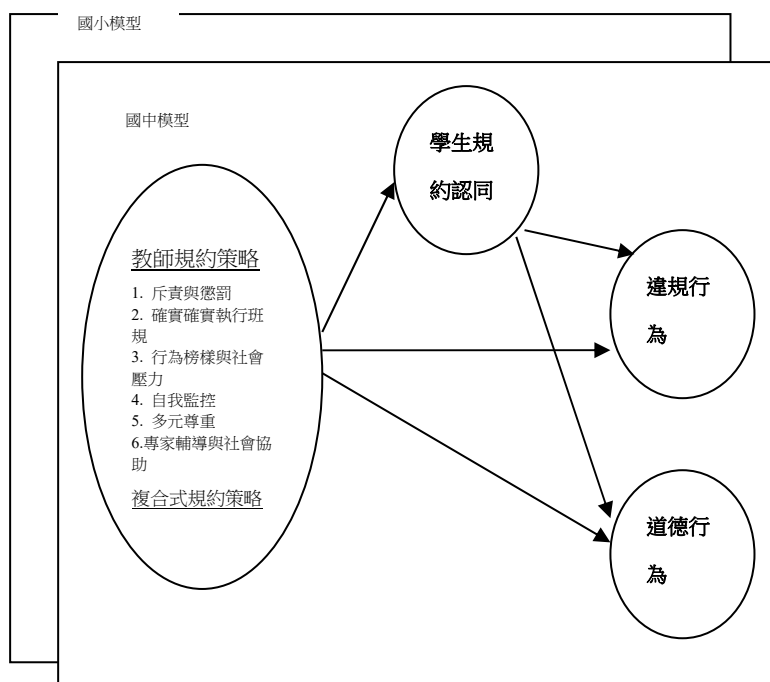 國小模型
國中模型
學生規
約認同
教師規約策略
1. 斥責與懲罰
2. 確實確實執行班
規
3. 行為榜樣與社會
壓力
4. 自我監控
5. 多元尊重
6.專家輔導與社會協
助
複合式規約策略
違規行
為
道德行
為